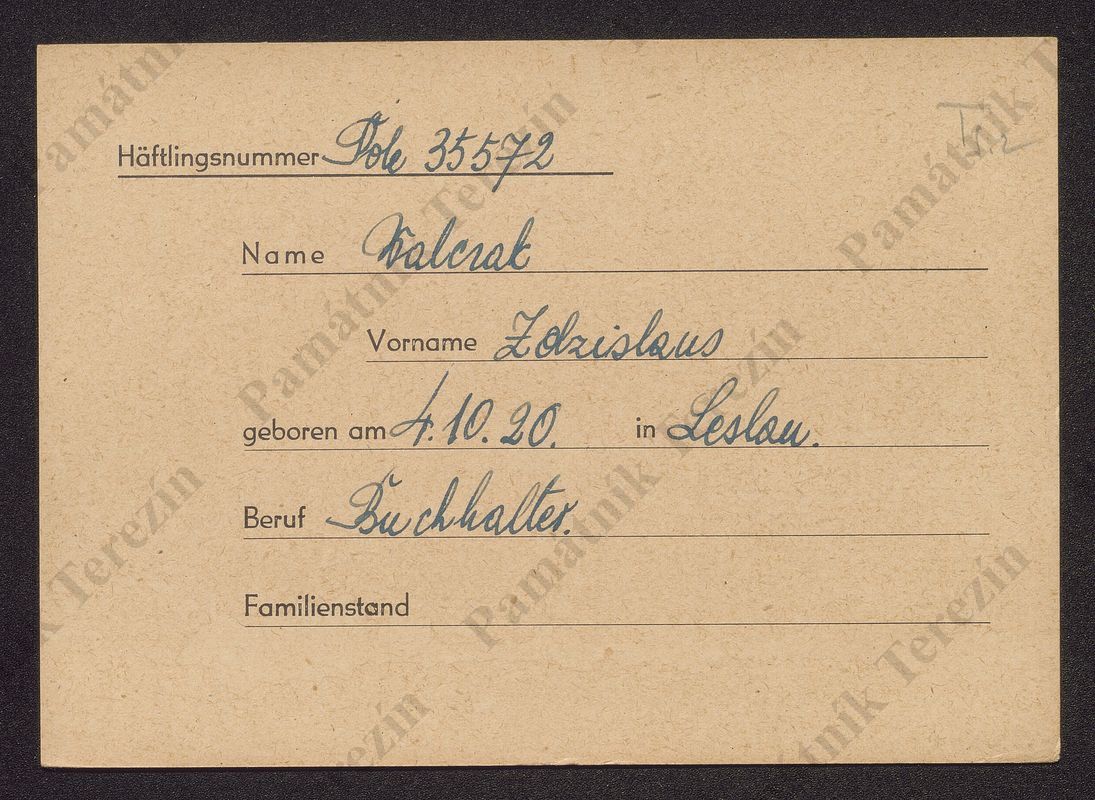 Häftlingsnummer Pole 35572
Name Walczak
Vorname Zdzislaus
geboren am 4.10.20. in Leslau.
Beruf Buchhalter.
Familienstand
Památník Terezín